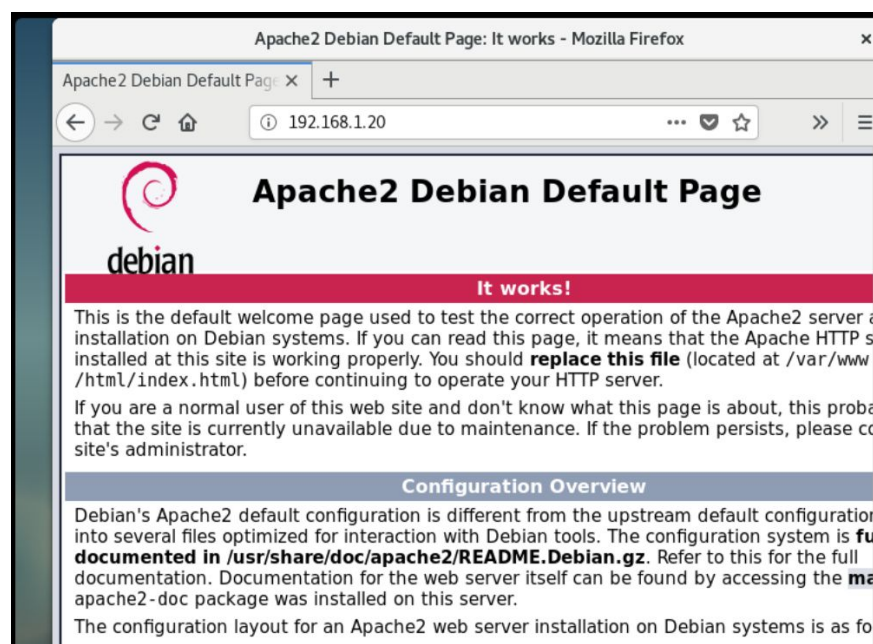 Apache2 Debian Default Page: It works - Mozilla Firefox
Apache2 Debian Default Page
192.168.1.20
debian
Apache2 Debian Default Page
It works!
This is the default welcome page used to test the correct operation of the Apache2 server
installation on Debian systems. If you can read this page, it means that the Apache HTTP
installed at this site is working properly. You should replace this file (located at /var/www
/html/index.html) before continuing to operate your HTTP server.
If you are a normal user of this web site and don't know what this page is about, this
that the site is currently unavailable due to maintenance. If the problem persists, please
site's administrator.
Configuration Overview
Debian's Apache2 default configuration is different from the upstream default
into several files optimized for interaction with Debian tools. The configuration system is
documented in /usr/share/doc/apache2/README.Debian.gz. Refer to this for the full
documentation. Documentation for the web server itself can be found by accessing the
apache2-doc package was installed on this server.
The configuration layout for an Apache2 web server installation on Debian systems is as